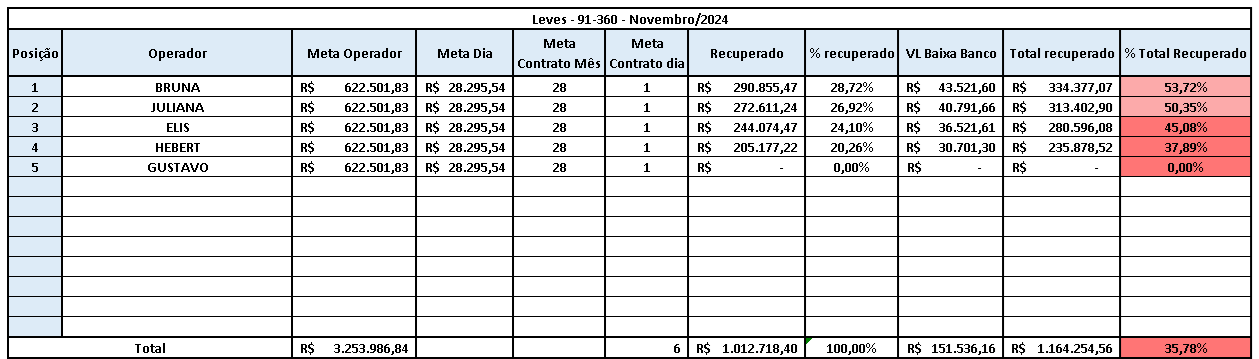 Leves - 91-360 - Novembro/2024
Posição Operador Meta Operador Meta Dia Meta Contrato Mês Meta Contrato dia Recuperado % recuperado VL Baixa Banco Total recuperado % Total Recuperado
1 BRUNA R$ 622.501,83 R$ 28.295,54 28 1 R$ 290.855,47 28,72% R$ 43.521,60 R$ 334.377,07 53,72%
2 JULIANA R$ 622.501,83 R$ 28.295,54 28 1 R$ 272.611,24 26,92% R$ 40.791,66 R$ 313.402,90 50,35%
3 ELIS R$ 622.501,83 R$ 28.295,54 28 1 R$ 244.074,47 24,10% R$ 36.521,61 R$ 280.596,08 45,08%
4 HEBERT R$ 622.501,83 R$ 28.295,54 28 1 R$ 205.177,22 20,26% R$ 30.701,30 R$ 235.878,52 37,89%
5 GUSTAVO R$ 622.501,83 R$ 28.295,54 28 1 R$ - 0,00% R$ - R$ - 0,00%
Total R$ 3.253.986,84 6 R$ 1.012.718,40 100,00% R$ 151.536,16 R$ 1.164.254,56 35,78%